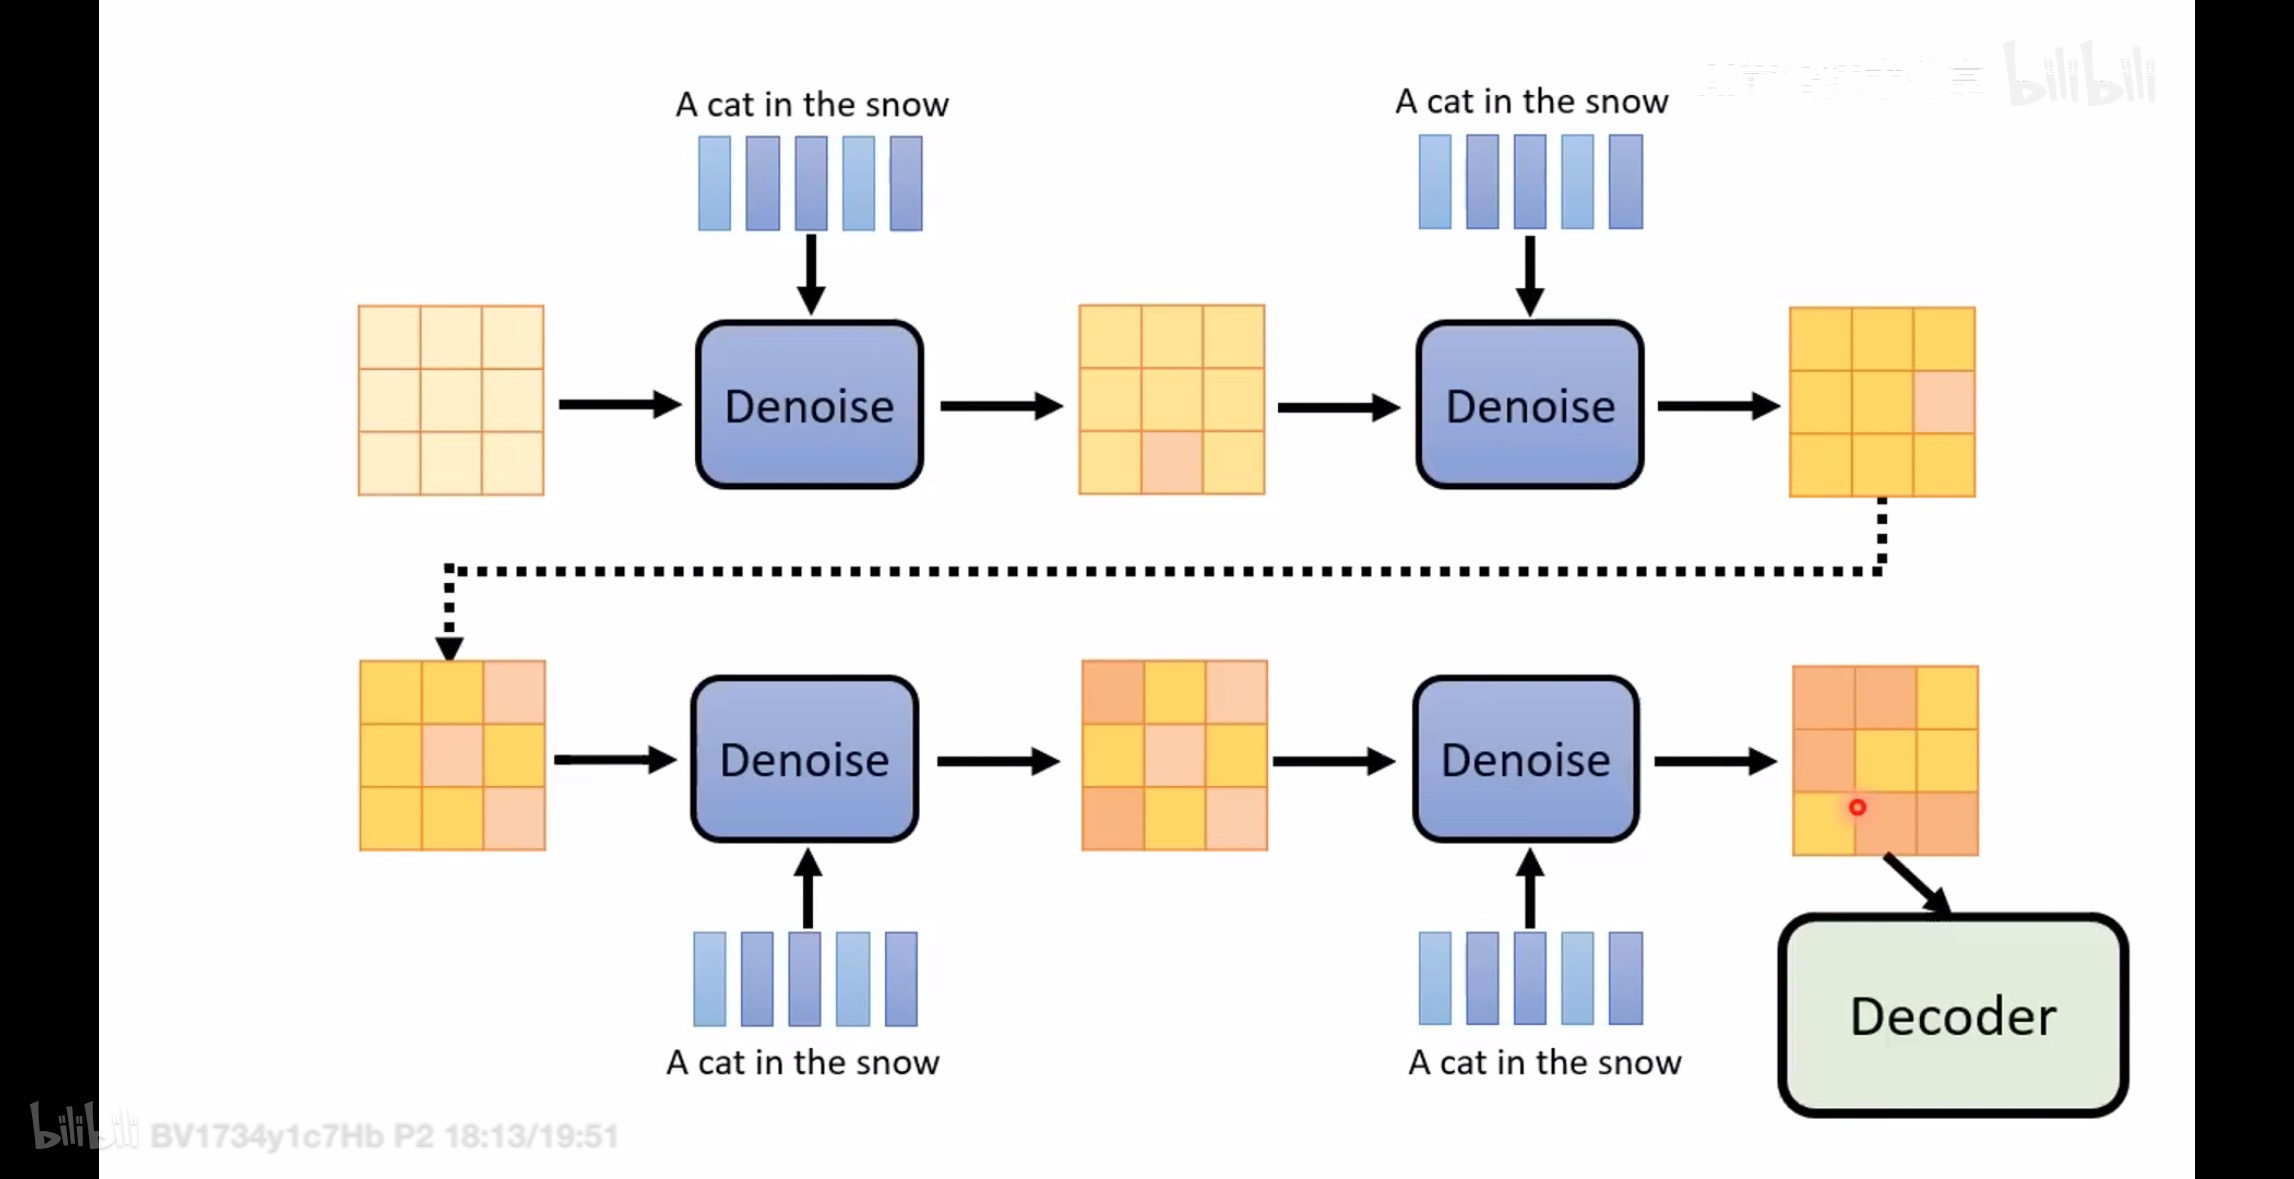 bilibili
A cat in the snow
A cat in the snow
Denoise
Denoise
Denoise
Denoise
A cat in the snow
A cat in the snow
Decoder
bilibili BV1734y1c7Hb P2 18:13/19:51